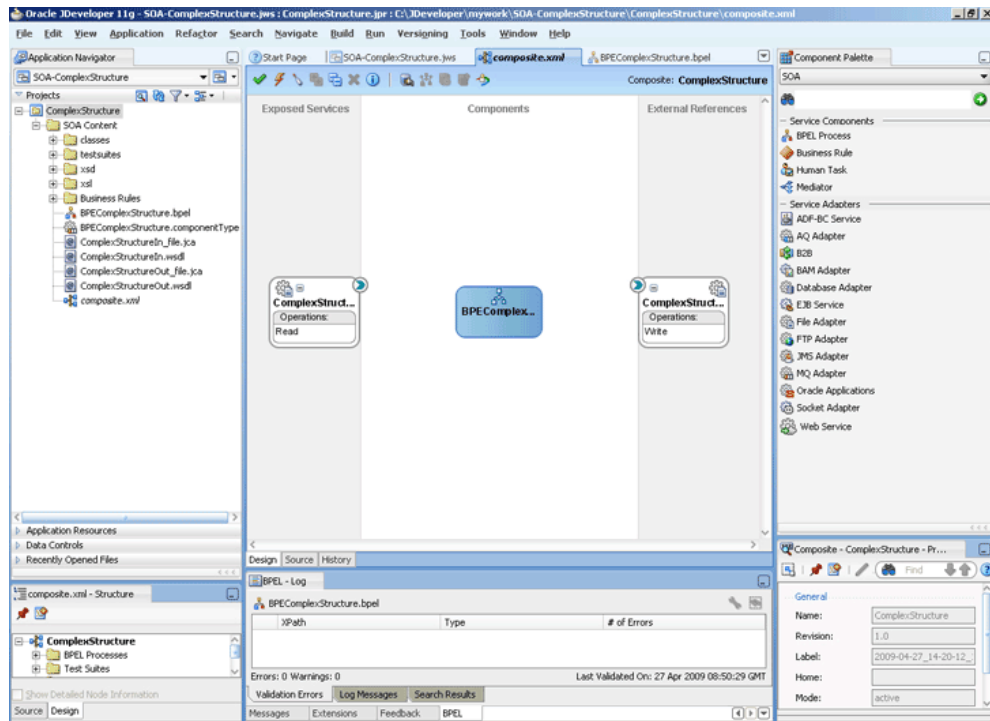 Oracle JDeveloper 11g - SOA-ComplexStructure.jws : ComplexStructure.jpr : C:\JDeveloper\mywork\SOA-ComplexStructure\ComplexStructure\composite.xml
File Edit View Application Refactor Search Navigate Build Run Versioning Tools Window Help
Application Navigator
SOA-ComplexStructure
Projects
ComplexStructure
SOA Content
classes
testsuites
xsd
xsl
Business Rules
BPEComplexStructure.bpel
BPEComplexStructure.componentType
ComplexStructureIn_file.jca
ComplexStructureIn.wsdl
ComplexStructureOut_file.jca
ComplexStructureOut.wsdl
composite.xml
Application Resources
Data Controls
Recently Opened Files
composite.xml - Structure
ComplexStructure
BPEL Processes
Test Suites
Show Detailed Node Information
Source Design
Start Page SOA-ComplexStructure.jws composite.xml BPEComplexStructure.bpel
Composite: ComplexStructure
Exposed Services Components External References
ComplexStruct...
Operations:
Read
BPEComplex...
ComplexStruct...
Operations:
Write
Design Source History
BPEL - Log
BPEComplexStructure.bpel
XPath Type # of Errors
Errors: 0 Warnings: 0 Last Validated On: 27 Apr 2009 08:50:29 GMT
Validation Errors Log Messages Search Results
Messages Extensions Feedback BPEL
Component Palette
SOA
Service Components
BPEL Process
Business Rule
Human Task
Mediator
Service Adapters
ADF-BC Service
AQ Adapter
B2B
BAM Adapter
Database Adapter
EJB Service
File Adapter
FTP Adapter
JMS Adapter
MQ Adapter
Oracle Applications
Socket Adapter
Web Service
Composite - ComplexStructure - Pr...
Find
General
Name: ComplexStructure
Revision: 1.0
Label: 2009-04-27_14-20-12_
Home:
Mode: active